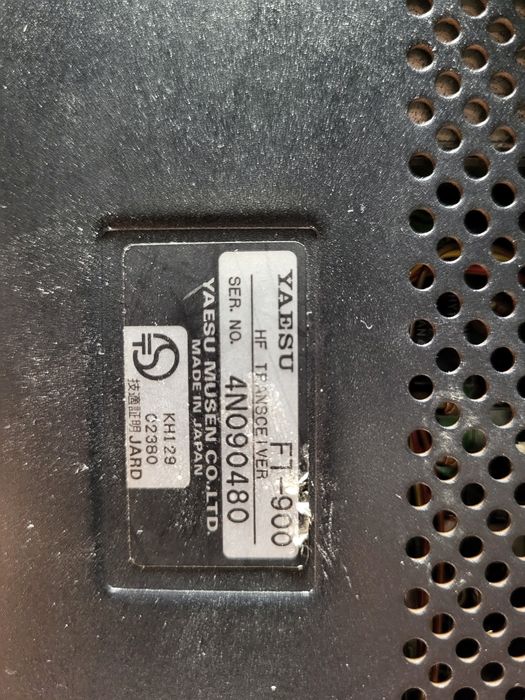 YAESU FT-900
HF TRANSCEIVER
SER. NO. 4N090480
YAESU MUSEN CO.,LTD.
MADE IN JAPAN
KH129
02380
技適証明 JARD